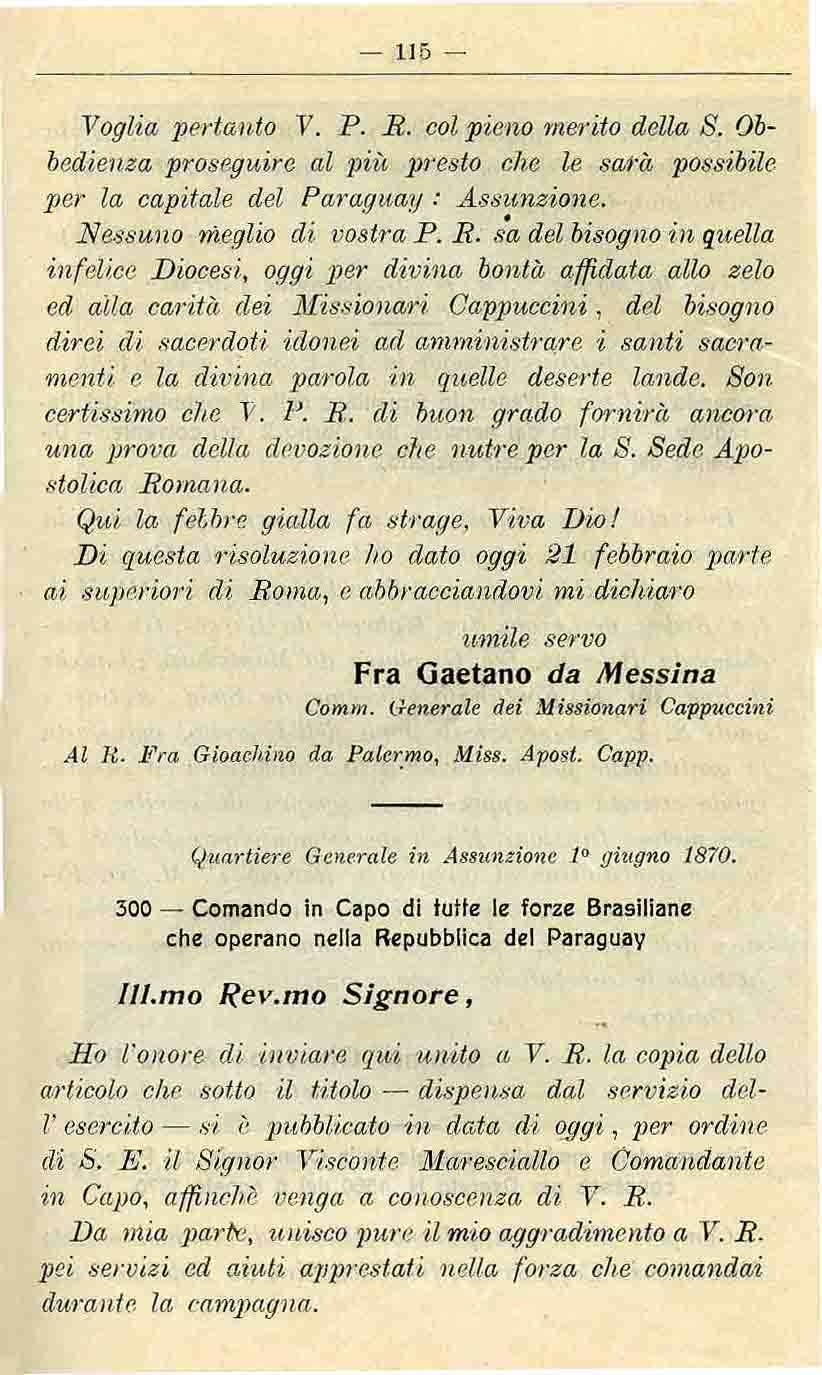 — 115 —
Voglia pertanto V. P. R. col pieno merito della S. Ob-
bedienza proseguire al più presto che le sarà possibile
per la capitale del Paraguay : Assunzione.
Nessuno meglio di vostra P. R. sa del bisogno in quella
infelice Diocesi, oggi per divina bontà affidata allo zelo
ed alla carità dei Missionari Cappuccini , del bisogno
direi di sacerdoti idonei ad amministrare i santi sacra-
menti e la divina parola in quelle deserte lande. Son
certissimo che V. P. R. di buon grado fornirà ancora
una prova della devozione che nutre per la S. Sede Apo-
stolica Romana.
Qui la febbre gialla fa strage, Viva Dio!
Di questa risoluzione ho dato oggi 21 febbraio parte
ai superiori di Roma, e abbracciandovi mi dichiaro
umile servo
Fra Gaetano da Messina
Comm. Generale dei Missionari Cappuccini
Al R. Fra Gioachino da Palermo, Miss. Apost. Capp.
Quartiere Generale in Assunzione 1º giugno 1870.
300 — Comando in Capo di tutte le forze Brasiliane
che operano nella Repubblica del Paraguay
Ill.mo Rev.mo Signore,
Ho l'onore di inviare qui unito a V. R. la copia dello
articolo che sotto il titolo — dispensa dal servizio del-
l' esercito — si è pubblicato in data di oggi , per ordine
di S. E. il Signor Visconte Maresciallo e Comandante
in Capo, affinchè venga a conoscenza di V. R.
Da mia parte, unisco pure il mio aggradimento a V. R.
pei servizi ed aiuti apprestati nella forza che comandai
durante la campagna.